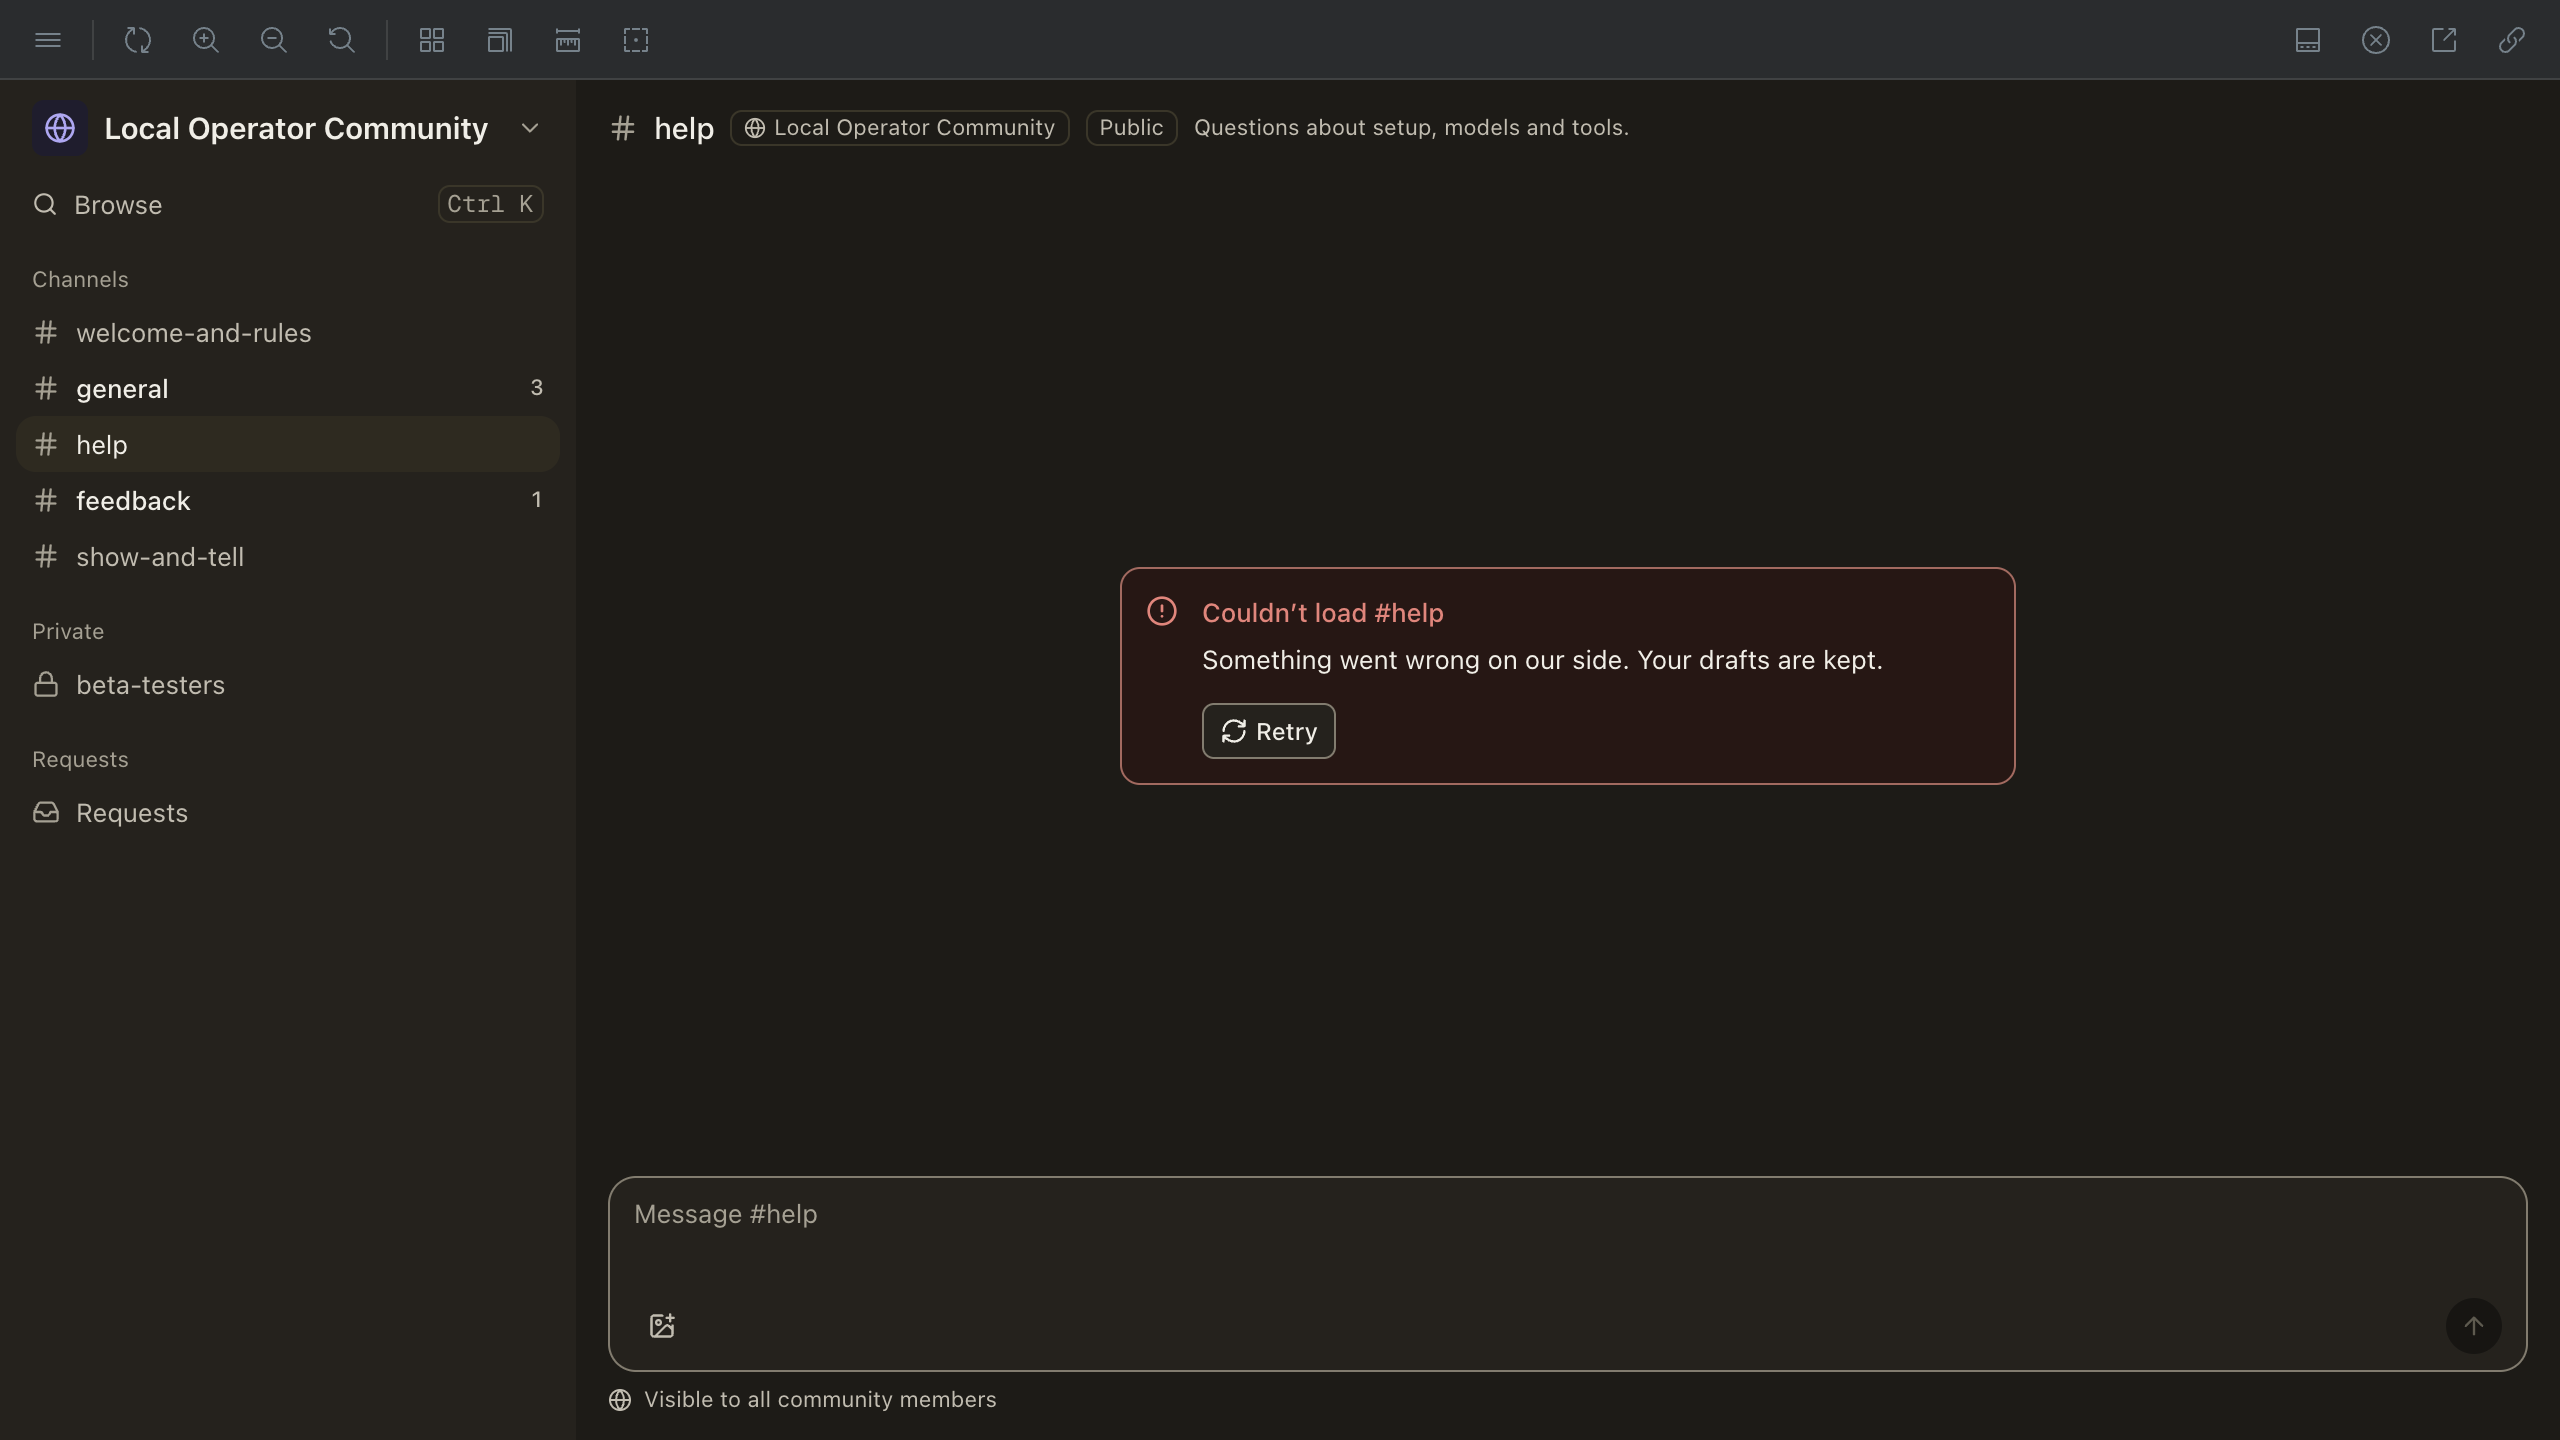 Local Operator Community
Browse
Ctrl K
Channels
welcome-and-rules
general
3
help
feedback
1
show-and-tell
Private
beta-testers
Requests
Requests
# help
Local Operator Community
Public
Questions about setup, models and tools.
Couldn’t load #help
Something went wrong on our side. Your drafts are kept.
Retry
Message #help
Visible to all community members